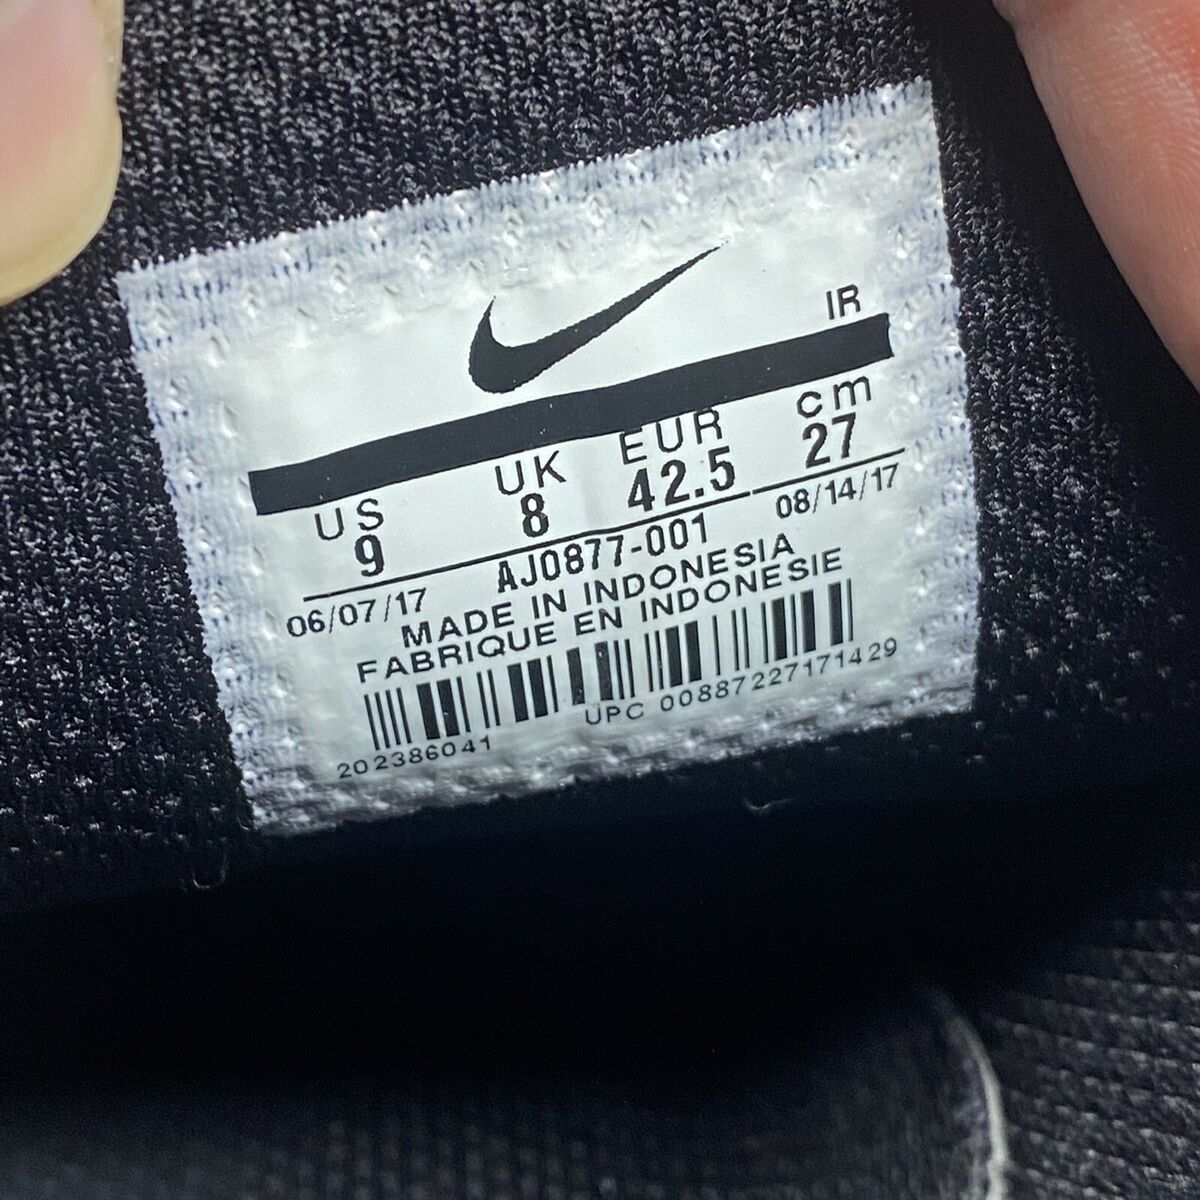 IR
US UK EUR cm
9 8 42.5 27
06/07/17 AJ0877-001 08/14/17
MADE IN INDONESIA
FABRIQUE EN INDONESIE
202386041 UPC 00887227171429